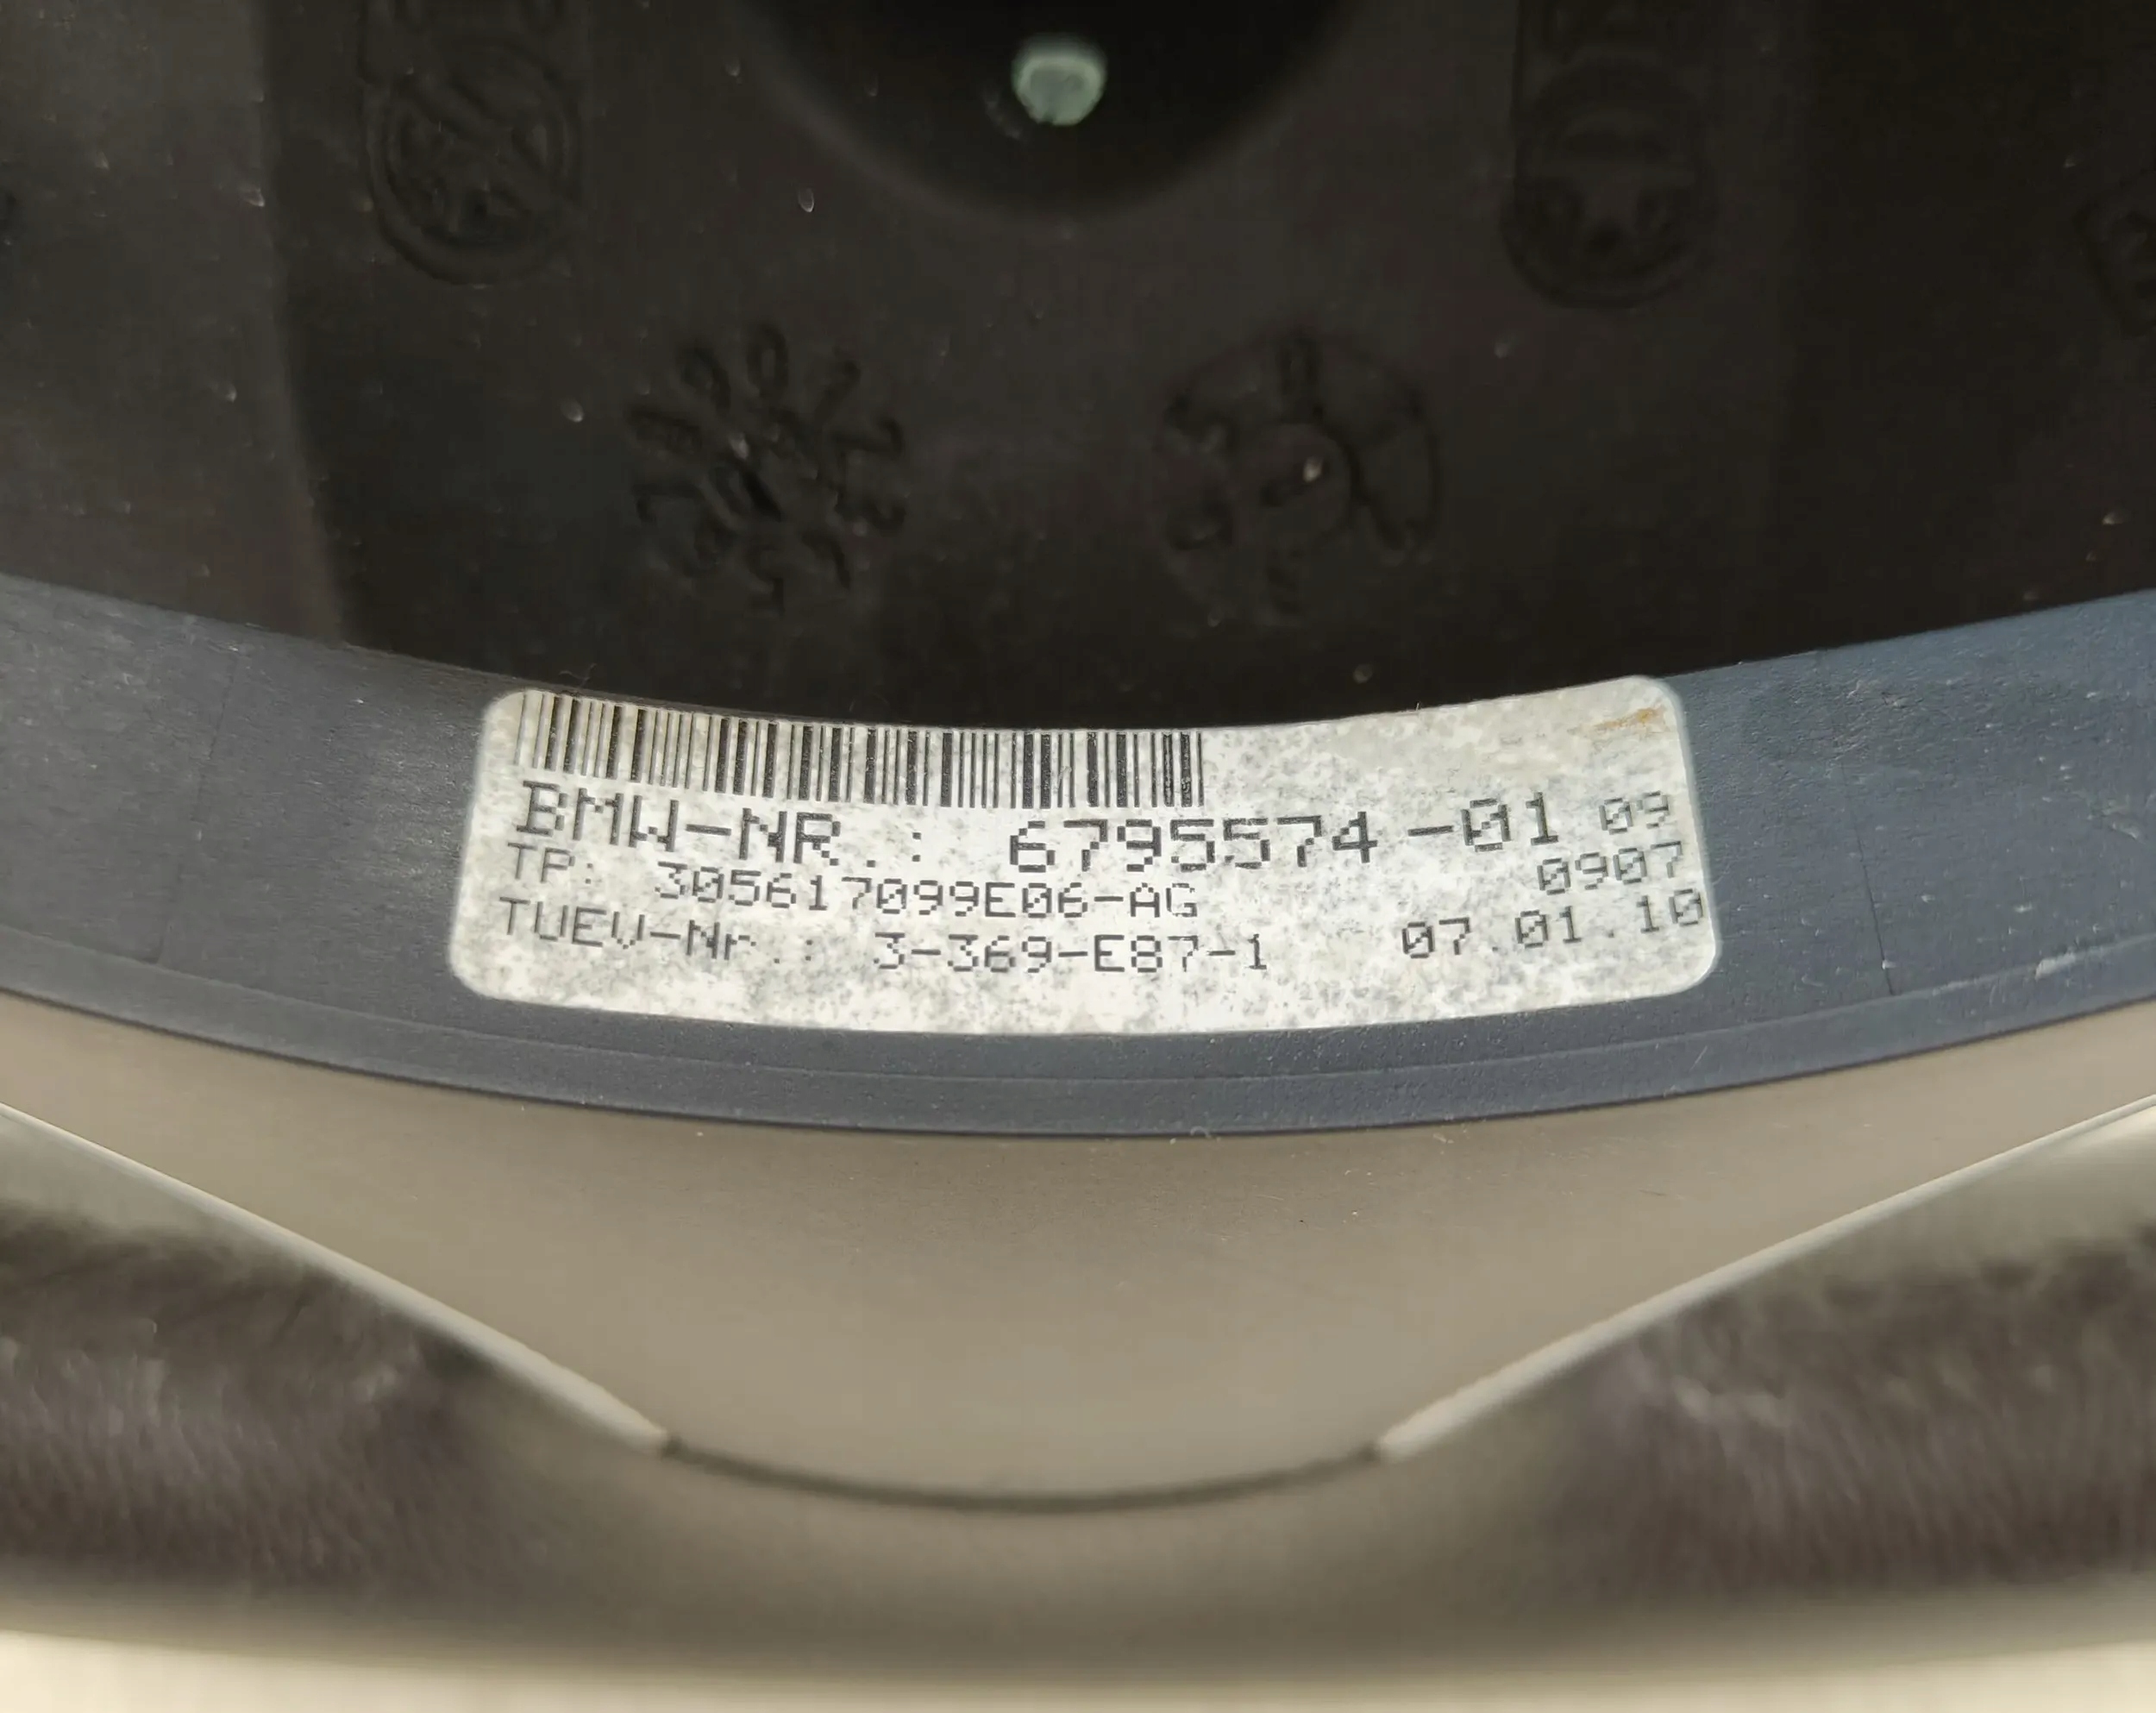 BMW-NR.: 6795574-01 09
TP: 305617099E06-AG 0907
TUEV-Nr.: 3-369-E87-1 07.01.10